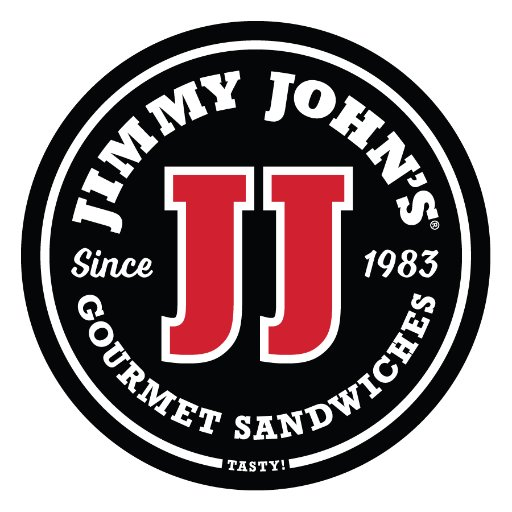 JIMMY JOHN'S®
JJ
Since 1983
GOURMET SANDWICHES
TASTY!